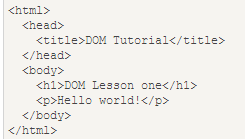 <html>
  <head>
    <title>DOM Tutorial</title>
  </head>
  <body>
    <h1>DOM Lesson one</h1>
    <p>Hello world!</p>
  </body>
</html>